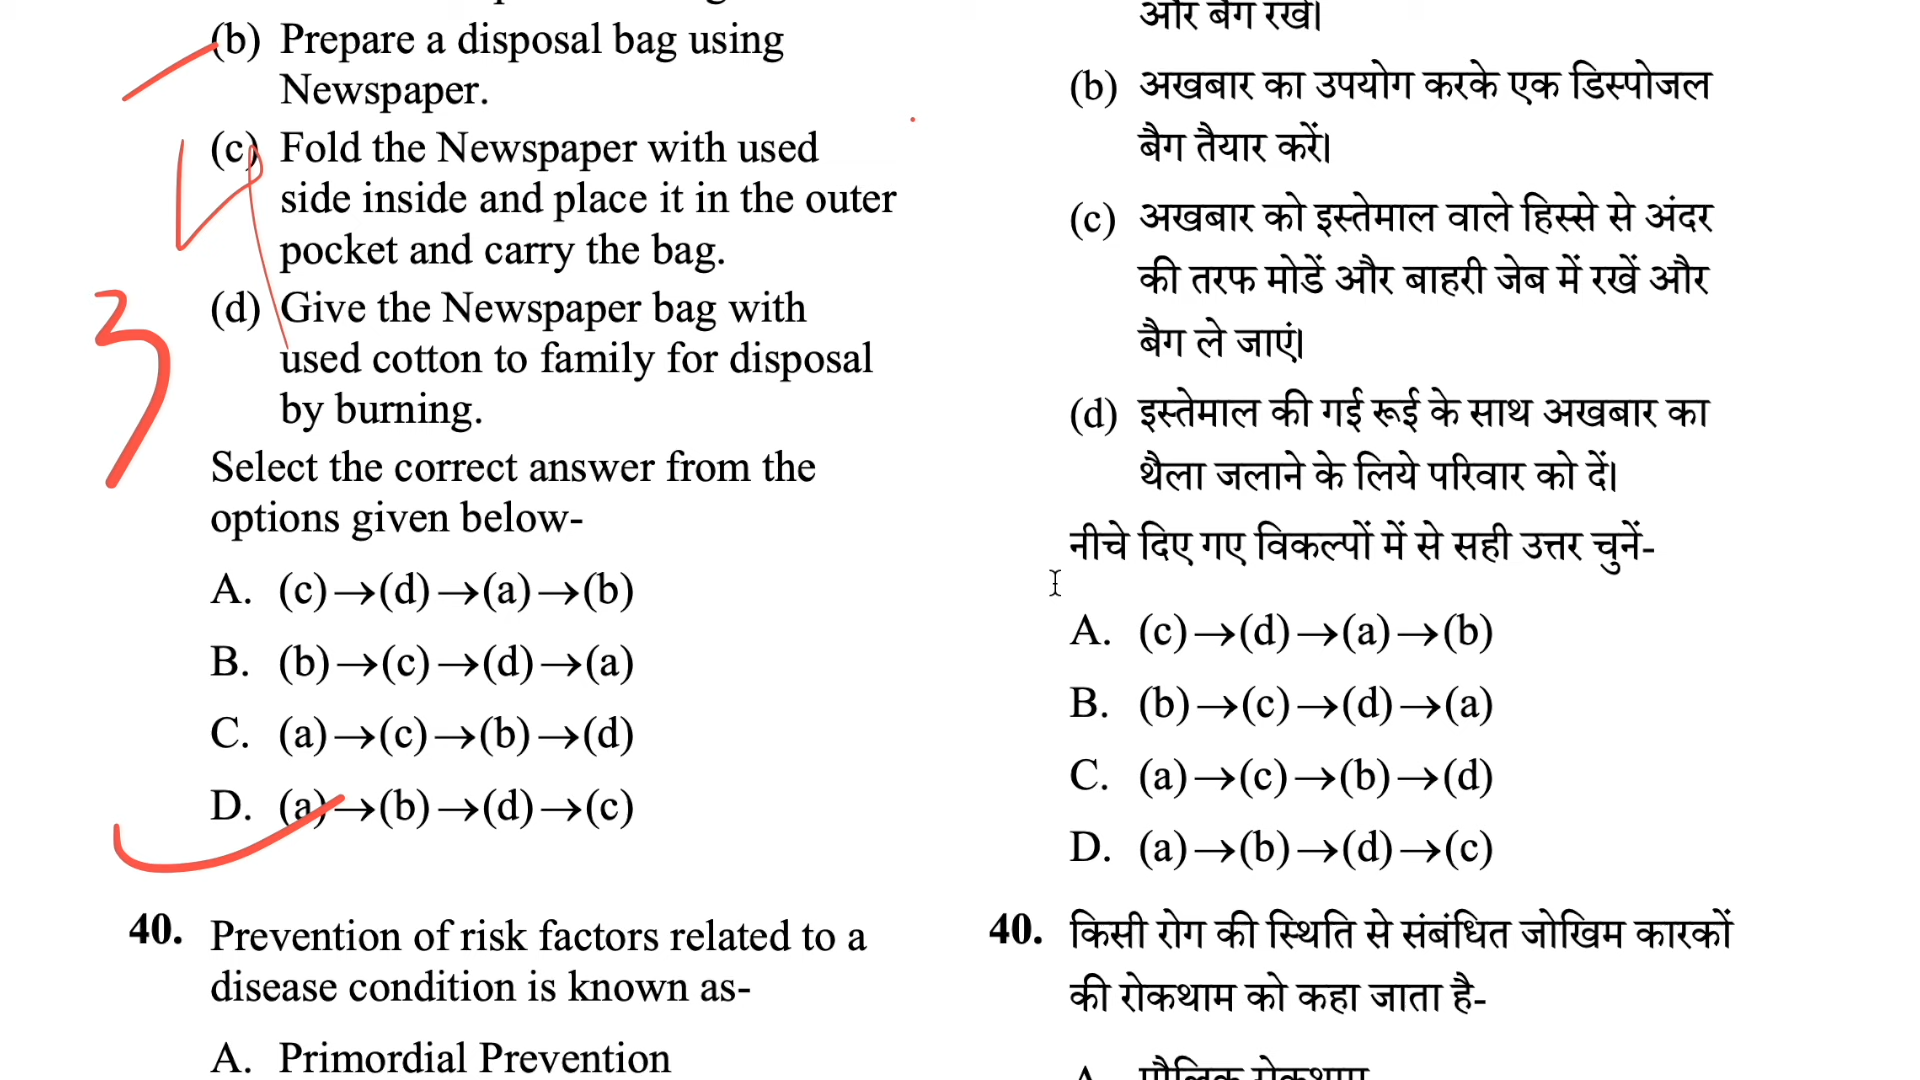 (b) Prepare a disposal bag using
Newspaper.
(c) Fold the Newspaper with used
side inside and place it in the outer
pocket and carry the bag.
(d) Give the Newspaper bag with
used cotton to family for disposal
by burning.
Select the correct answer from the
options given below-
A. (c)→(d)→(a)→(b)
B. (b)→(c)→(d)→(a)
C. (a)→(c)→(b)→(d)
D. (a)→(b)→(d)→(c)
40. Prevention of risk factors related to a
disease condition is known as-
A. Primordial Prevention
और बैग रखें।
(b) अखबार का उपयोग करके एक डिस्पोजल
बैग तैयार करें।
(c) अखबार को इस्तेमाल वाले हिस्से से अंदर
की तरफ मोडें और बाहरी जेब में रखें और
बैग ले जाएं।
(d) इस्तेमाल की गई रूई के साथ अखबार का
थैला जलाने के लिये परिवार को दें।
नीचे दिए गए विकल्पों में से सही उत्तर चुनें-
A. (c)→(d)→(a)→(b)
B. (b)→(c)→(d)→(a)
C. (a)→(c)→(b)→(d)
D. (a)→(b)→(d)→(c)
40. किसी रोग की स्थिति से संबंधित जोखिम कारकों
की रोकथाम को कहा जाता है-
A. मौलिक रोकथाम
4
3